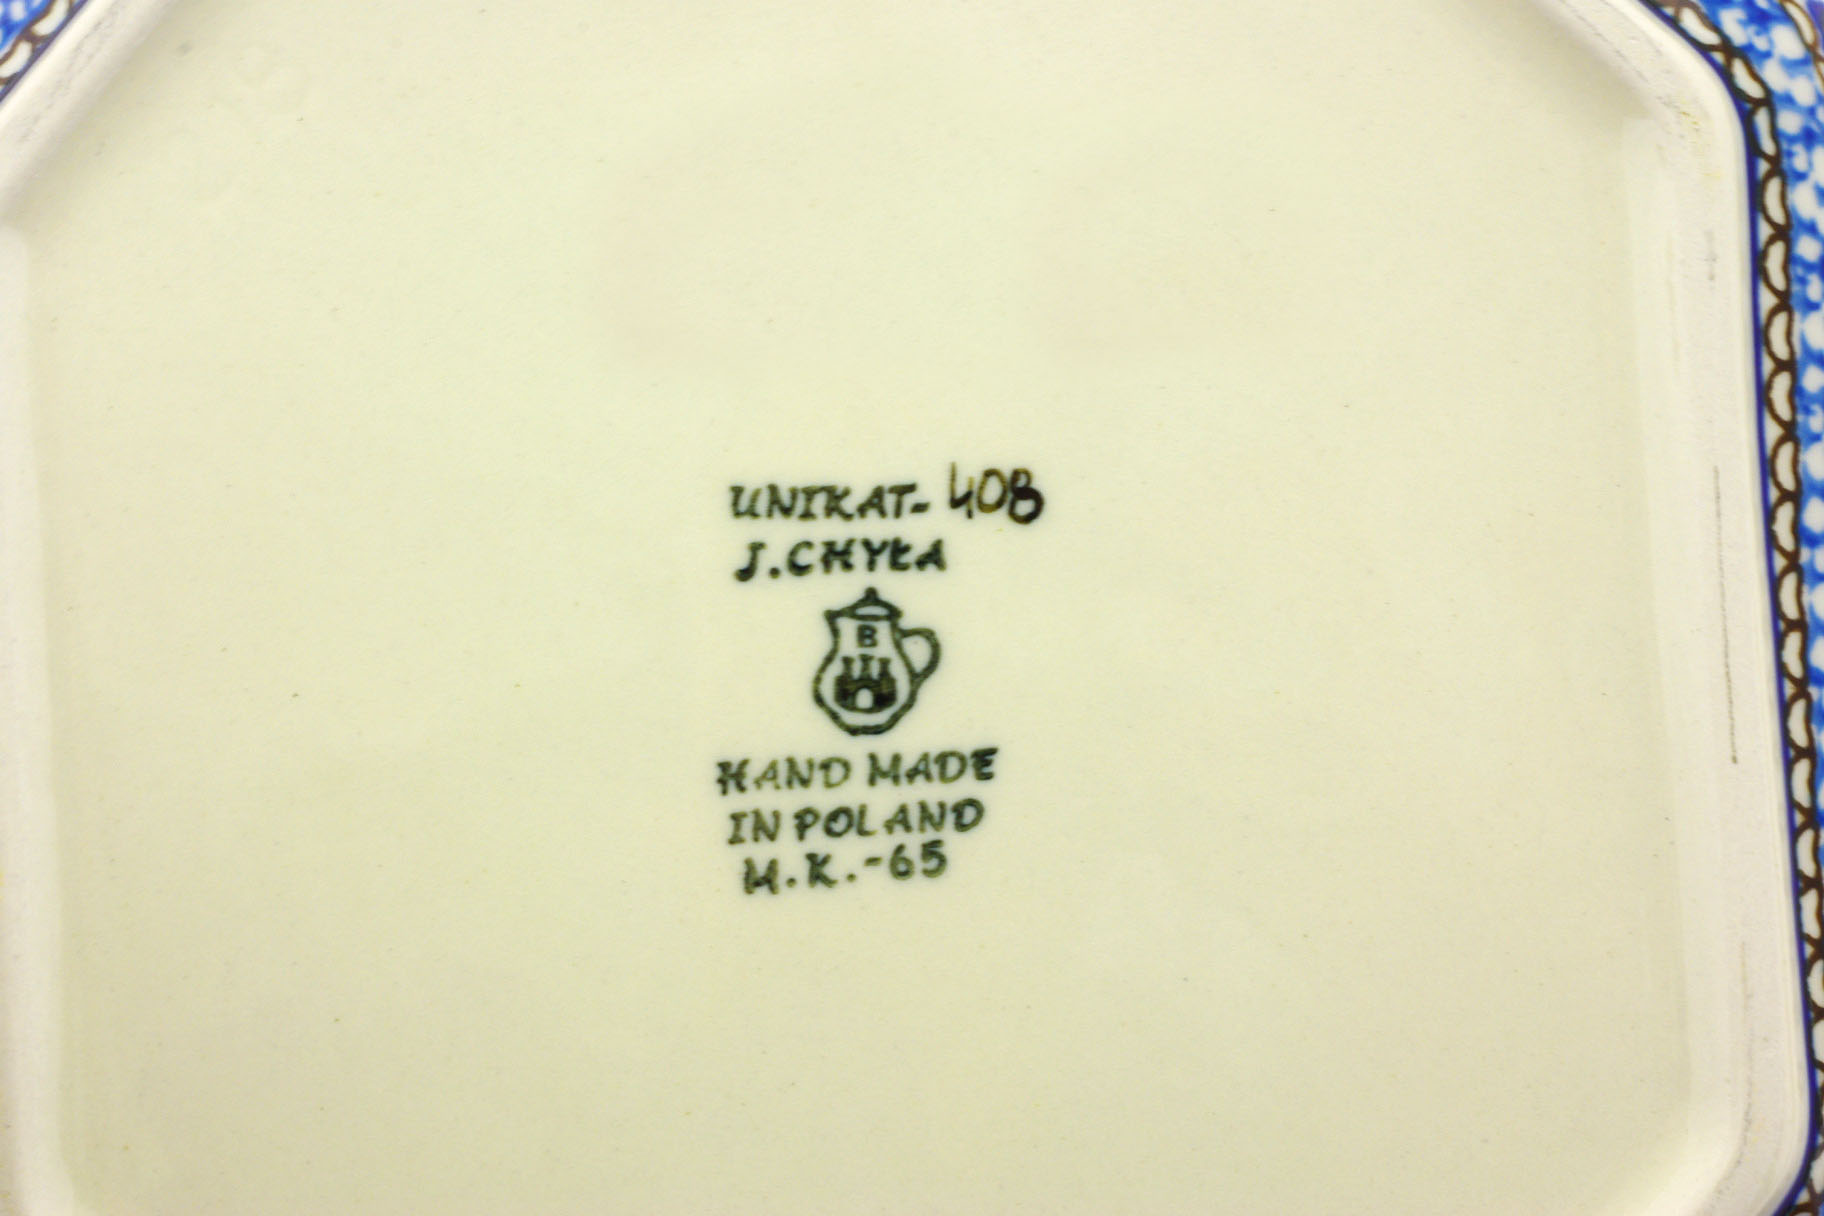 UNIKAT-408
J.CHYŁA
B
HAND MADE
IN POLAND
M.K.-65